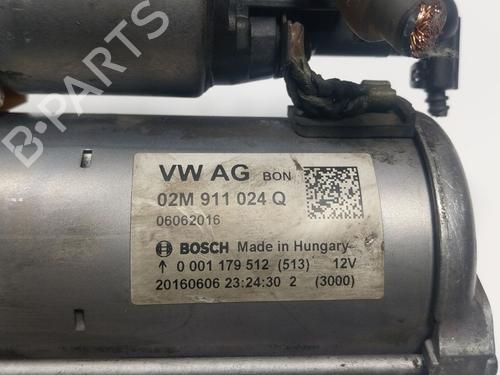 B-PARTS
VW AG BON
02M 911 024 Q
06062016
BOSCH Made in Hungary
↑ 0 001 179 512 (513) 12V
20160606 23:24:30 2 (3000)